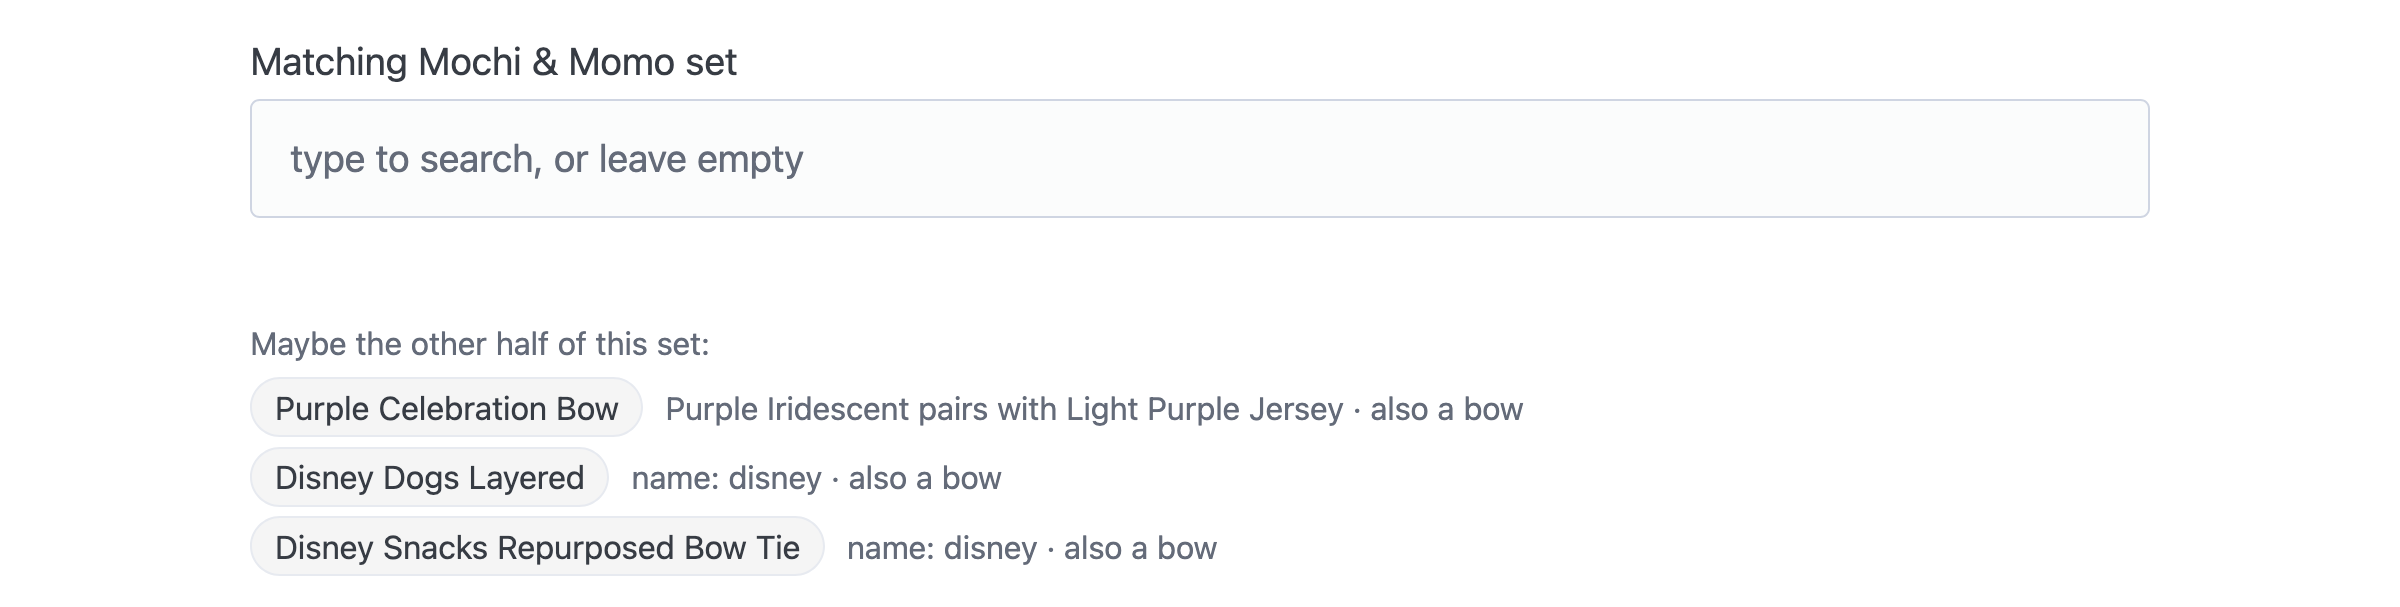 Matching Mochi & Momo set
type to search, or leave empty
Maybe the other half of this set:
Purple Celebration Bow Purple Iridescent pairs with Light Purple Jersey · also a bow
Disney Dogs Layered name: disney · also a bow
Disney Snacks Repurposed Bow Tie name: disney · also a bow